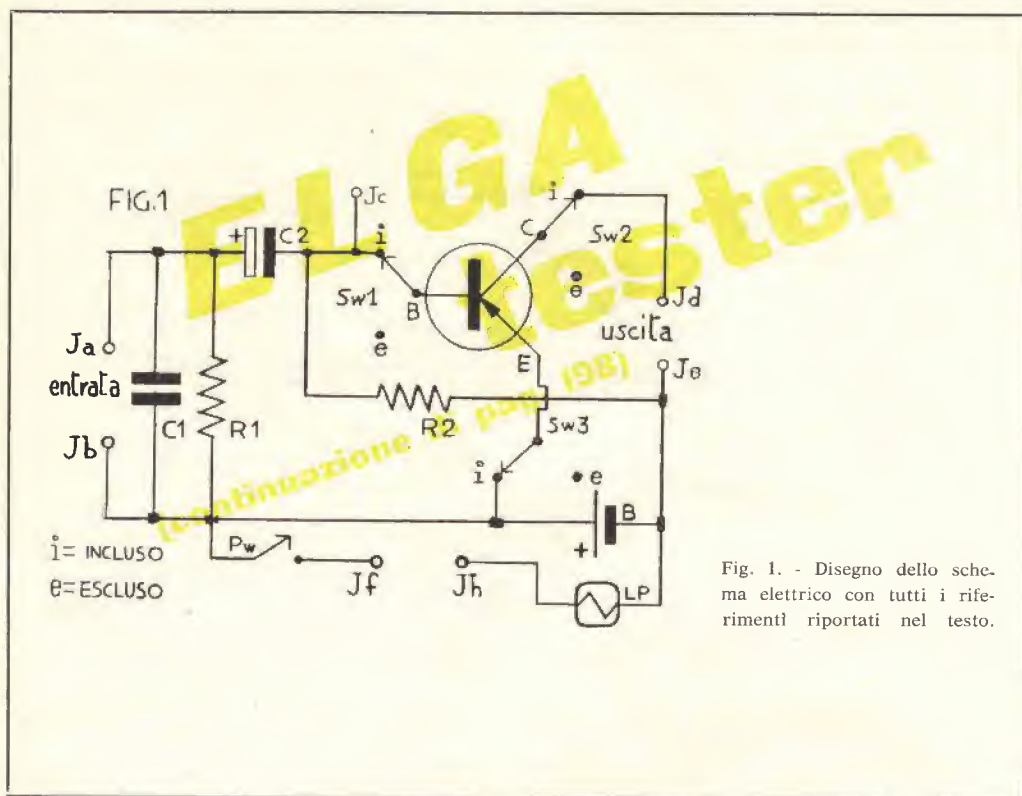 ELGA
tester
(continuazione di pag. 198)
FIG.1
Jc
+
C2
i
i
C
Sw2
Sw1
B
e
e
Jd
uscita
Ja
entrata
E
Je
C1
R1
R2
Sw3
Jb
i
e
B
+
i= INCLUSO
Pw
Jf
Jh
LP
e=ESCLUSO
Fig. 1. - Disegno dello sche-
ma elettrico con tutti i rife-
rimenti riportati nel testo.